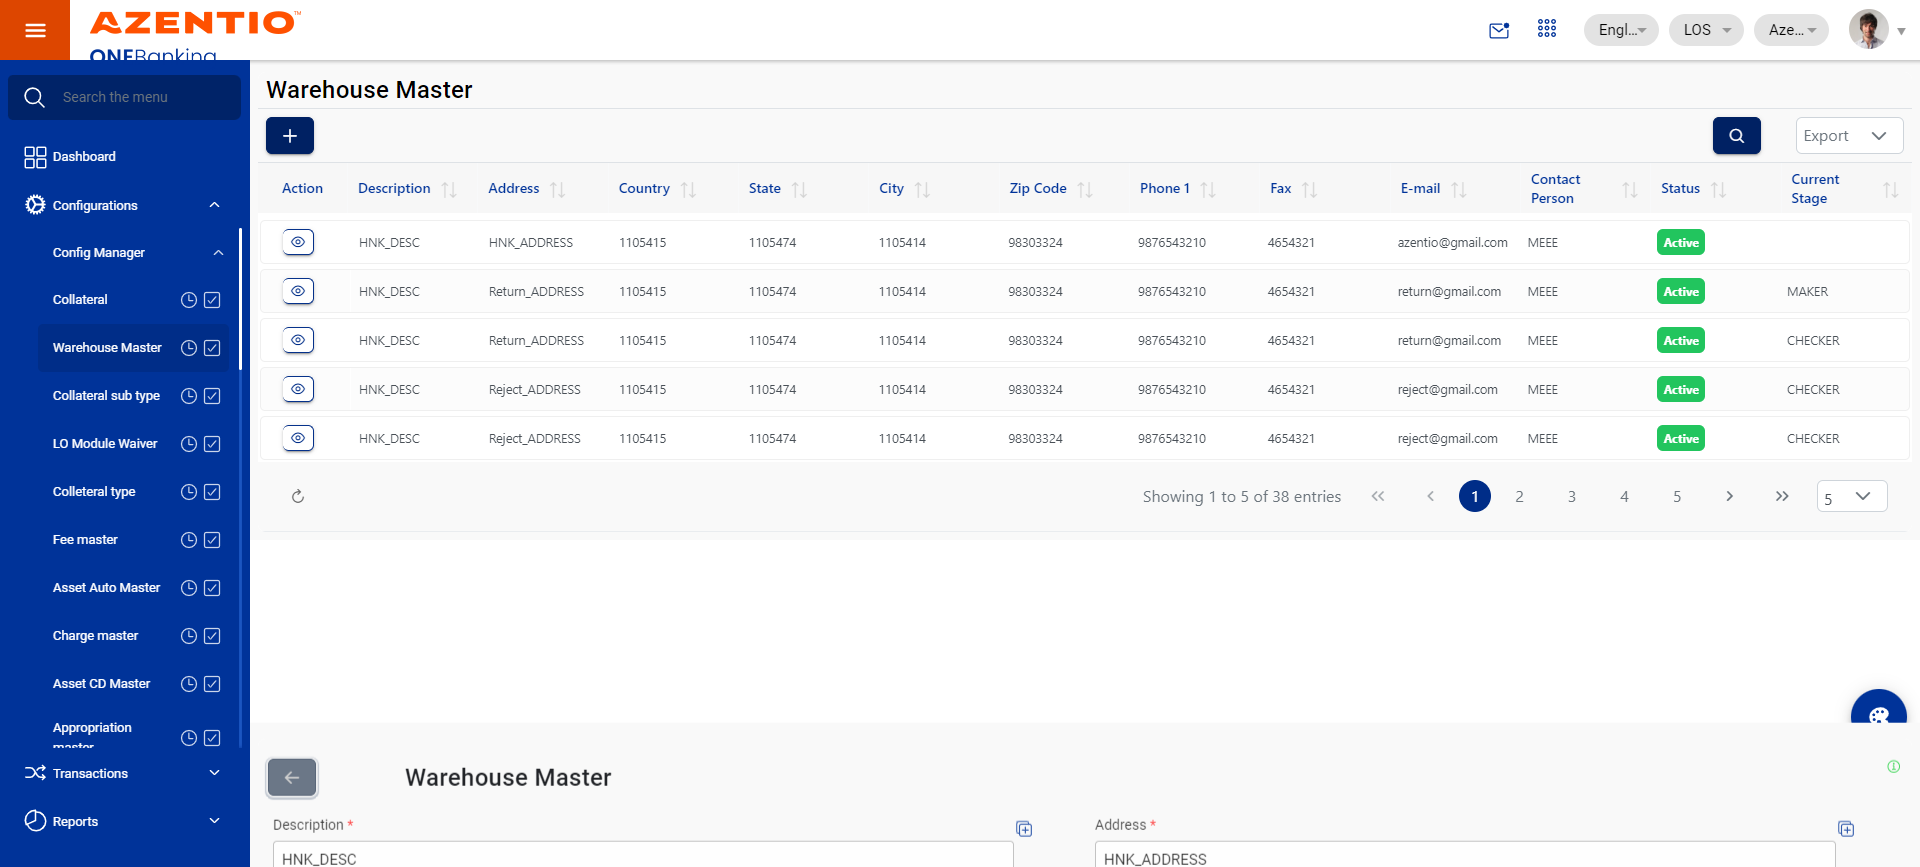 AZENTIO™
ONEBanking
Engl...
LOS
Aze...
Search the menu
Dashboard
Configurations
Config Manager
Collateral
Warehouse Master
Collateral sub type
LO Module Waiver
Colleteral type
Fee master
Asset Auto Master
Charge master
Asset CD Master
Appropriation
master
Transactions
Reports
Warehouse Master
Export
Action Description Address Country State City Zip Code Phone 1 Fax E-mail Contact Person Status Current Stage
HNK_DESC HNK_ADDRESS 1105415 1105474 1105414 98303324 9876543210 4654321 azentio@gmail.com MEEE Active
HNK_DESC Return_ADDRESS 1105415 1105474 1105414 98303324 9876543210 4654321 return@gmail.com MEEE Active MAKER
HNK_DESC Return_ADDRESS 1105415 1105474 1105414 98303324 9876543210 4654321 return@gmail.com MEEE Active CHECKER
HNK_DESC Reject_ADDRESS 1105415 1105474 1105414 98303324 9876543210 4654321 reject@gmail.com MEEE Active CHECKER
HNK_DESC Reject_ADDRESS 1105415 1105474 1105414 98303324 9876543210 4654321 reject@gmail.com MEEE Active CHECKER
Showing 1 to 5 of 38 entries 1 2 3 4 5 5
Warehouse Master
Description * Address *
HNK_DESC HNK_ADDRESS